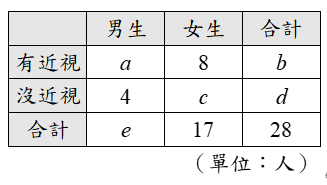 男生 女生 合計
有近視 a 8 b
沒近視 4 c d
合計 e 17 28
（單位：人）